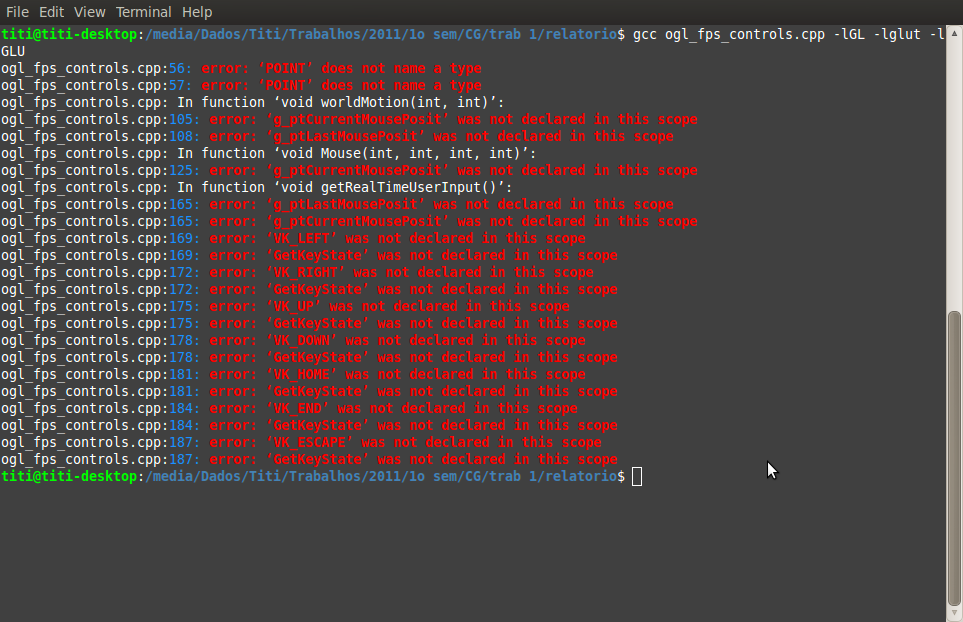 File Edit View Terminal Help
titi@titi-desktop:/media/Dados/Titi/Trabalhos/2011/1o sem/CG/trab 1/relatorio$ gcc ogl_fps_controls.cpp -lGL -lglut -l
GLU
ogl_fps_controls.cpp:56: error: ‘POINT’ does not name a type
ogl_fps_controls.cpp:57: error: ‘POINT’ does not name a type
ogl_fps_controls.cpp: In function ‘void worldMotion(int, int)’:
ogl_fps_controls.cpp:105: error: ‘g_ptCurrentMousePosit’ was not declared in this scope
ogl_fps_controls.cpp:108: error: ‘g_ptLastMousePosit’ was not declared in this scope
ogl_fps_controls.cpp: In function ‘void Mouse(int, int, int, int)’:
ogl_fps_controls.cpp:125: error: ‘g_ptCurrentMousePosit’ was not declared in this scope
ogl_fps_controls.cpp: In function ‘void getRealTimeUserInput()’:
ogl_fps_controls.cpp:165: error: ‘g_ptLastMousePosit’ was not declared in this scope
ogl_fps_controls.cpp:165: error: ‘g_ptCurrentMousePosit’ was not declared in this scope
ogl_fps_controls.cpp:169: error: ‘VK_LEFT’ was not declared in this scope
ogl_fps_controls.cpp:169: error: ‘GetKeyState’ was not declared in this scope
ogl_fps_controls.cpp:172: error: ‘VK_RIGHT’ was not declared in this scope
ogl_fps_controls.cpp:172: error: ‘GetKeyState’ was not declared in this scope
ogl_fps_controls.cpp:175: error: ‘VK_UP’ was not declared in this scope
ogl_fps_controls.cpp:175: error: ‘GetKeyState’ was not declared in this scope
ogl_fps_controls.cpp:178: error: ‘VK_DOWN’ was not declared in this scope
ogl_fps_controls.cpp:178: error: ‘GetKeyState’ was not declared in this scope
ogl_fps_controls.cpp:181: error: ‘VK_HOME’ was not declared in this scope
ogl_fps_controls.cpp:181: error: ‘GetKeyState’ was not declared in this scope
ogl_fps_controls.cpp:184: error: ‘VK_END’ was not declared in this scope
ogl_fps_controls.cpp:184: error: ‘GetKeyState’ was not declared in this scope
ogl_fps_controls.cpp:187: error: ‘VK_ESCAPE’ was not declared in this scope
ogl_fps_controls.cpp:187: error: ‘GetKeyState’ was not declared in this scope
titi@titi-desktop:/media/Dados/Titi/Trabalhos/2011/1o sem/CG/trab 1/relatorio$